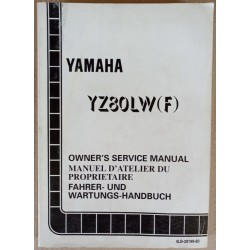 YAMAHA
YZ80LW(F)
OWNER'S SERVICE MANUAL
MANUEL D'ATELIER DU
PROPRIETAIRE
FAHRER- UND
WARTUNGS-HANDBUCH